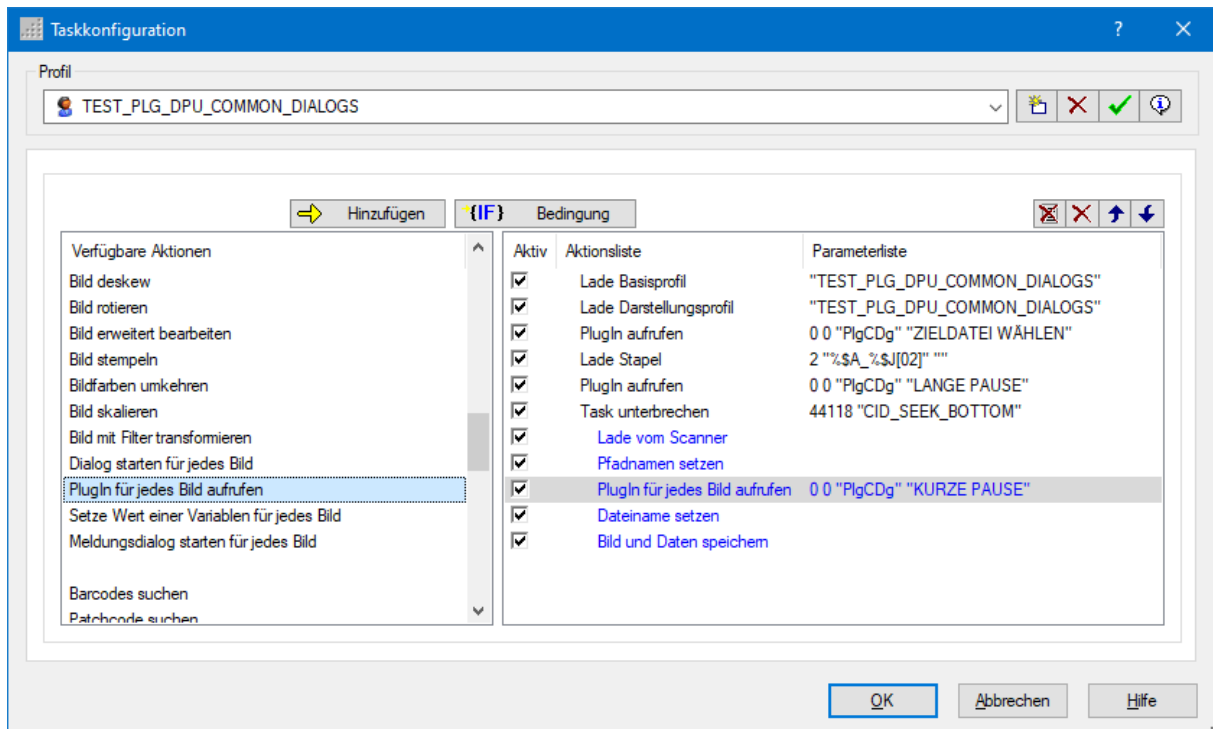 Taskkonfiguration
Profil
TEST_PLG_DPU_COMMON_DIALOGS
Hinzufügen {IF} Bedingung
Verfügbare Aktionen
Bild deskew
Bild rotieren
Bild erweitert bearbeiten
Bild stempeln
Bildfarben umkehren
Bild skalieren
Bild mit Filter transformieren
Dialog starten für jedes Bild
PlugIn für jedes Bild aufrufen
Setze Wert einer Variablen für jedes Bild
Meldungsdialog starten für jedes Bild
Barcodes suchen
Patchcode suchen
Aktiv Aktionsliste Parameterliste
Lade Basisprofil "TEST_PLG_DPU_COMMON_DIALOGS"
Lade Darstellungsprofil "TEST_PLG_DPU_COMMON_DIALOGS"
PlugIn aufrufen 0 0 "PlgCDg" "ZIELDATEI WÄHLEN"
Lade Stapel 2 "%$A_%$J[02]" ""
PlugIn aufrufen 0 0 "PlgCDg" "LANGE PAUSE"
Task unterbrechen 44118 "CID_SEEK_BOTTOM"
Lade vom Scanner
Pfadnamen setzen
PlugIn für jedes Bild aufrufen 0 0 "PlgCDg" "KURZE PAUSE"
Dateiname setzen
Bild und Daten speichern
OK Abbrechen Hilfe